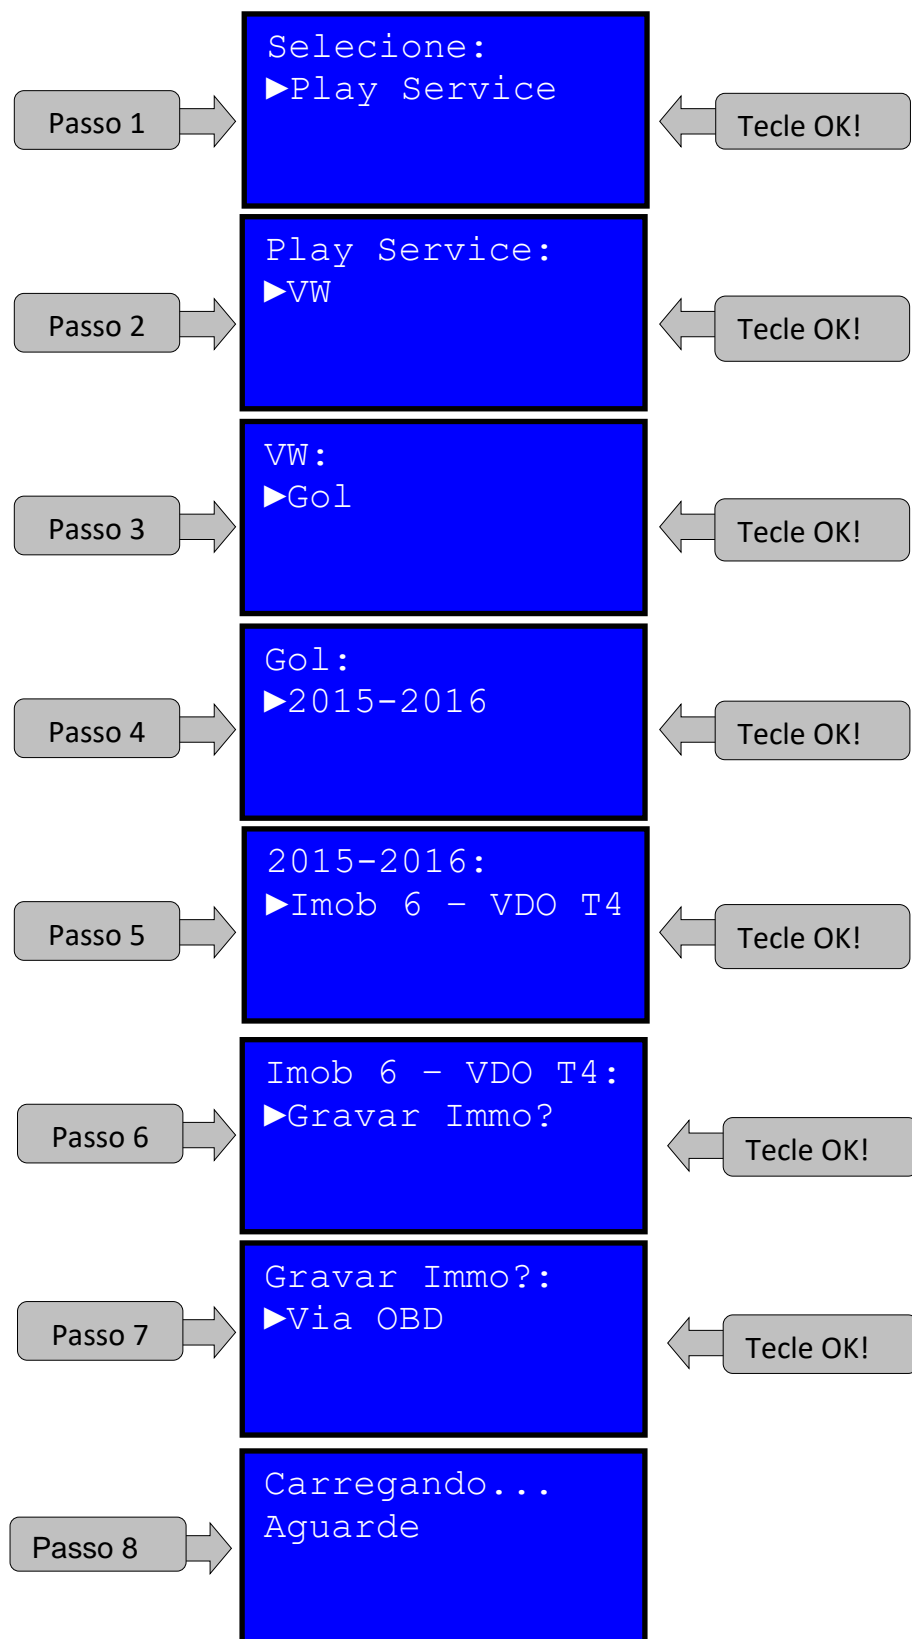 Selecione:
►Play Service
Passo 1
Tecle OK!
Play Service:
►VW
Passo 2
Tecle OK!
VW:
►Gol
Passo 3
Tecle OK!
Gol:
►2015-2016
Passo 4
Tecle OK!
2015-2016:
►Imob 6 – VDO T4
Passo 5
Tecle OK!
Imob 6 – VDO T4:
►Gravar Immo?
Passo 6
Tecle OK!
Gravar Immo?:
►Via OBD
Passo 7
Tecle OK!
Carregando...
Aguarde
Passo 8